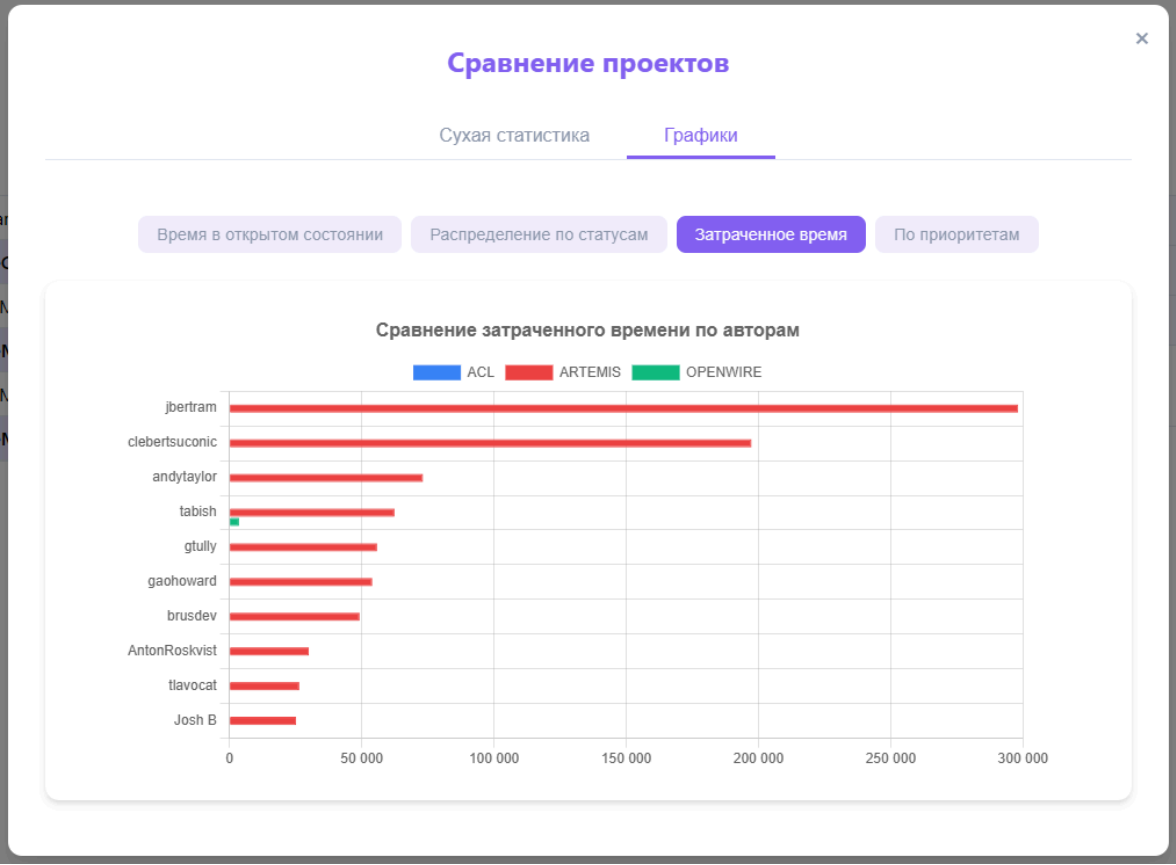 ×
Сравнение проектов
Сухая статистика Графики
Время в открытом состоянии Распределение по статусам Затраченное время По приоритетам
Сравнение затраченного времени по авторам
ACL ARTEMIS OPENWIRE
jbertram
clebertsuconic
andytaylor
tabish
gtully
gaohoward
brusdev
AntonRoskvist
tlavocat
Josh B
0 50 000 100 000 150 000 200 000 250 000 300 000